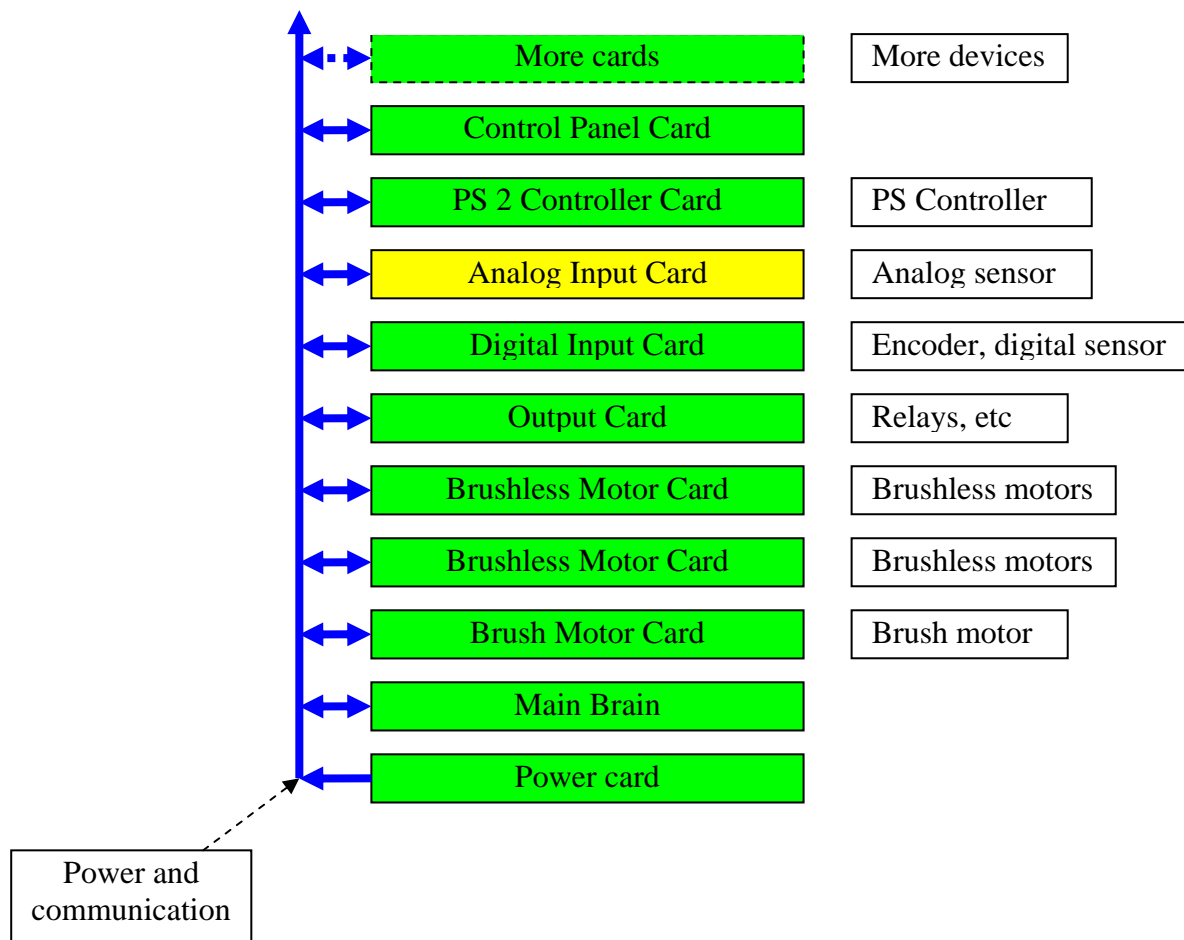 More cards
More devices
Control Panel Card
PS 2 Controller Card
PS Controller
Analog Input Card
Analog sensor
Digital Input Card
Encoder, digital sensor
Output Card
Relays, etc
Brushless Motor Card
Brushless motors
Brushless Motor Card
Brushless motors
Brush Motor Card
Brush motor
Main Brain
Power card
Power and
communication